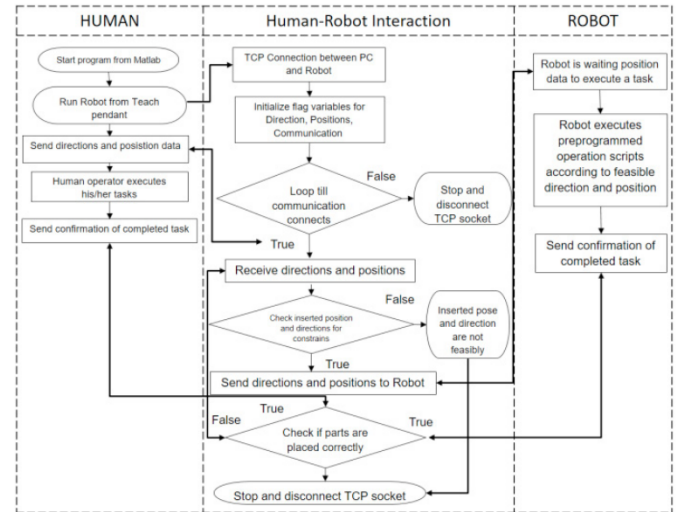 HUMAN
Human-Robot Interaction
ROBOT
Start program from Matlab
Run Robot from Teach
pendant
Send directions and posistion data
Human operator executes
his/her tasks
Send confirmation of completed task
TCP Connection between PC
and Robot
Initialize flag variables for
Direction, Positions,
Communication
Loop till
communication
connects
False
Stop and
disconnect
TCP socket
True
Receive directions and positions
Check inserted position
and directions for
constrains
False
Inserted pose
and direction
are not
feasibly
True
Send directions and positions to Robot
True
False
True
Check if parts are
placed correctly
Stop and disconnect TCP socket
Robot is waiting position
data to execute a task
Robot executes
preprogrammed
operation scripts
according to feasible
direction and position
Send confirmation of
completed task